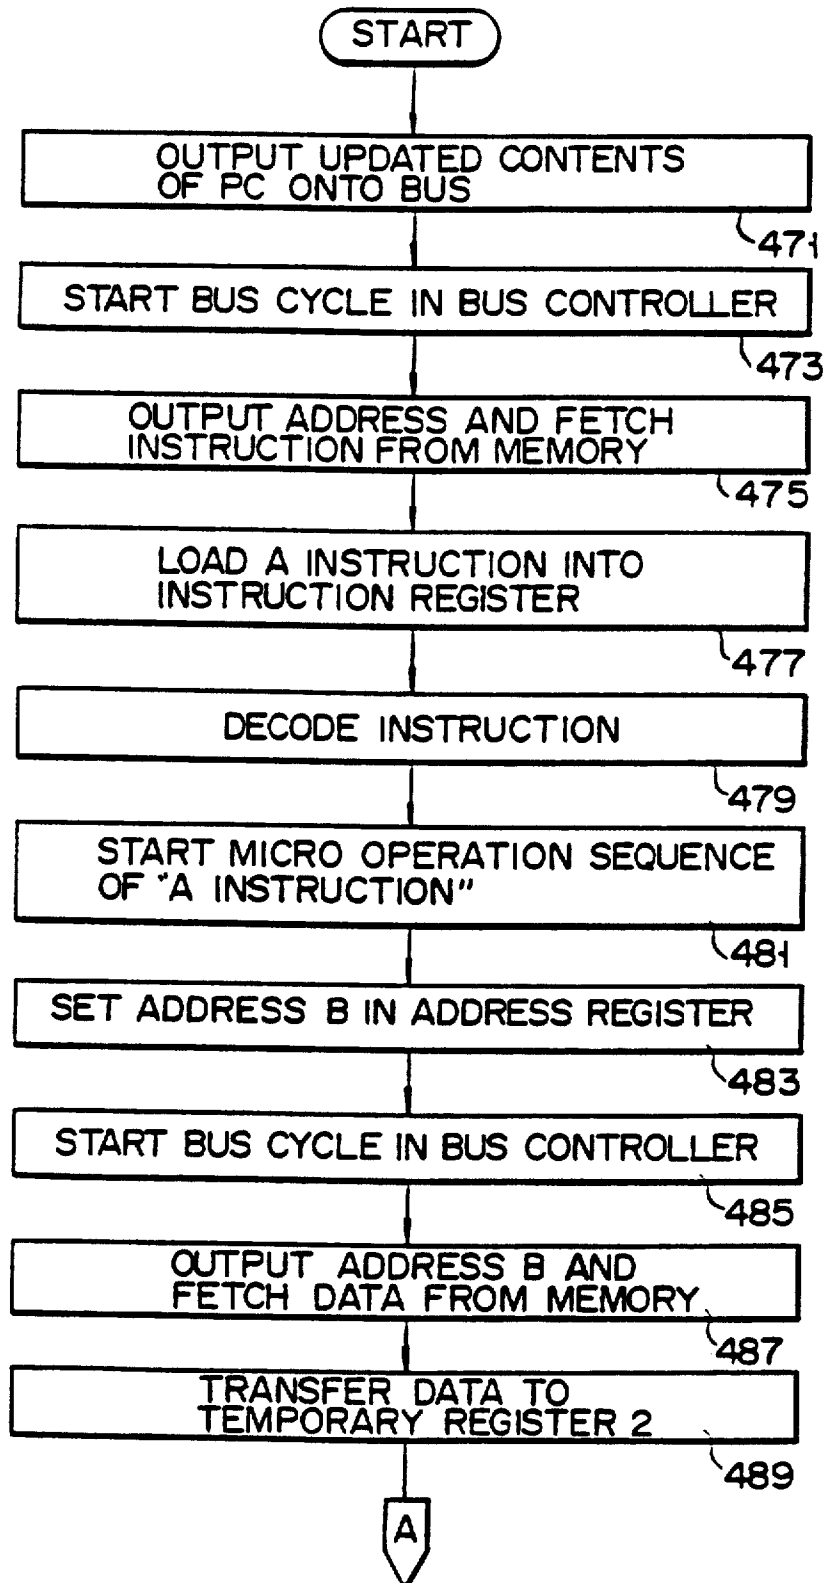 START
OUTPUT UPDATED CONTENTS
OF PC ONTO BUS
471
START BUS CYCLE IN BUS CONTROLLER
473
OUTPUT ADDRESS AND FETCH
INSTRUCTION FROM MEMORY
475
LOAD A INSTRUCTION INTO
INSTRUCTION REGISTER
477
DECODE INSTRUCTION
479
START MICRO OPERATION SEQUENCE
OF "A INSTRUCTION"
481
SET ADDRESS B IN ADDRESS REGISTER
483
START BUS CYCLE IN BUS CONTROLLER
485
OUTPUT ADDRESS B AND
FETCH DATA FROM MEMORY
487
TRANSFER DATA TO
TEMPORARY REGISTER 2
489
A